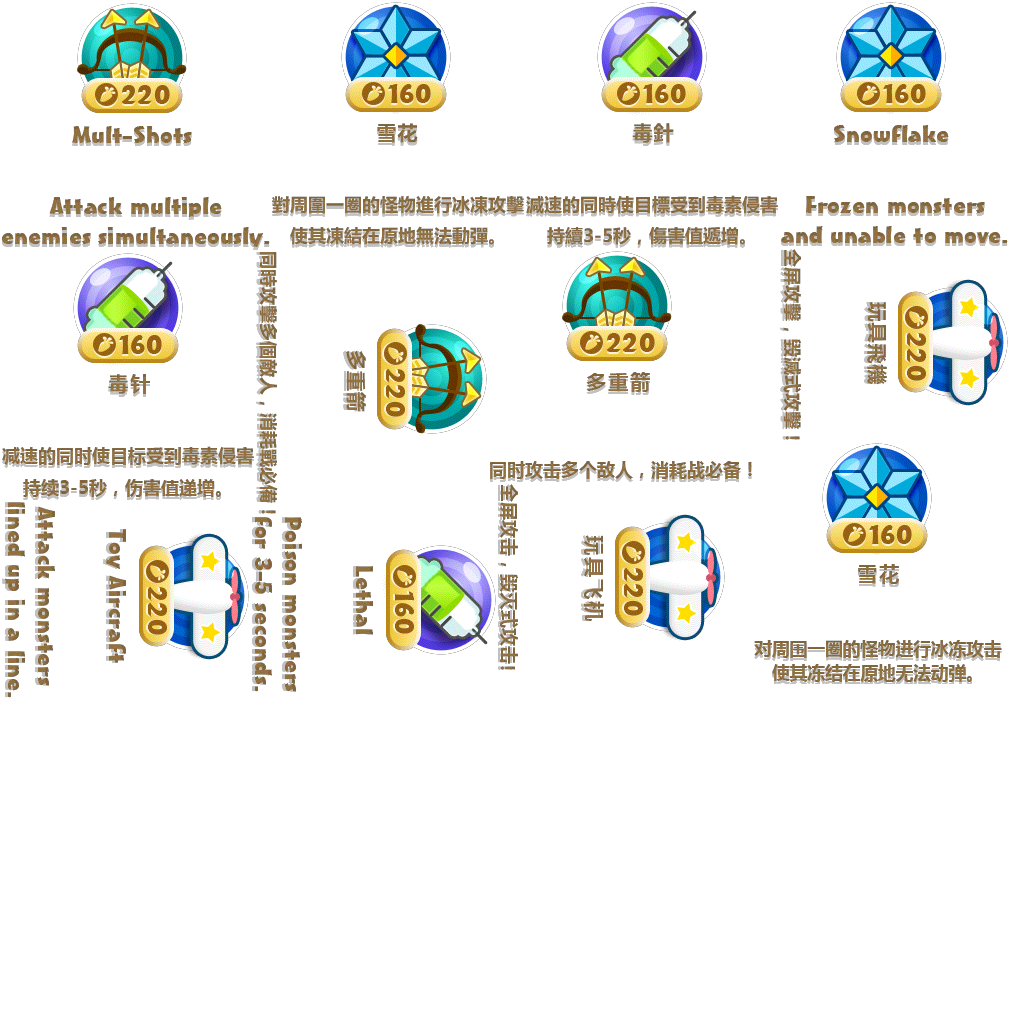 220
Mult-Shots
Attack multiple
enemies simultaneously.
160
雪花
對周圍一圈的怪物進行冰凍攻擊
使其凍結在原地無法動彈。
160
毒針
減速的同時使目標受到毒素侵害
持續3-5秒，傷害值遞增。
160
Snowflake
Frozen monsters
and unable to move.
160
毒针
减速的同时使目标受到毒素侵害
持续3-5秒，伤害值递增。
同時攻擊多個敵人，消耗戰必備！
220
多重箭
220
多重箭
同时攻击多个敌人，消耗战必备！
全屏攻擊，毀滅式攻擊！
220
玩具飛機
160
雪花
对周围一圈的怪物进行冰冻攻击
使其冻结在原地无法动弹。
Attack monsters
lined up in a line.
220
Toy Aircraft
Poison monsters
for 3-5 seconds.
160
Lethal
全屏攻击，毁灭式攻击!
220
玩具飞机